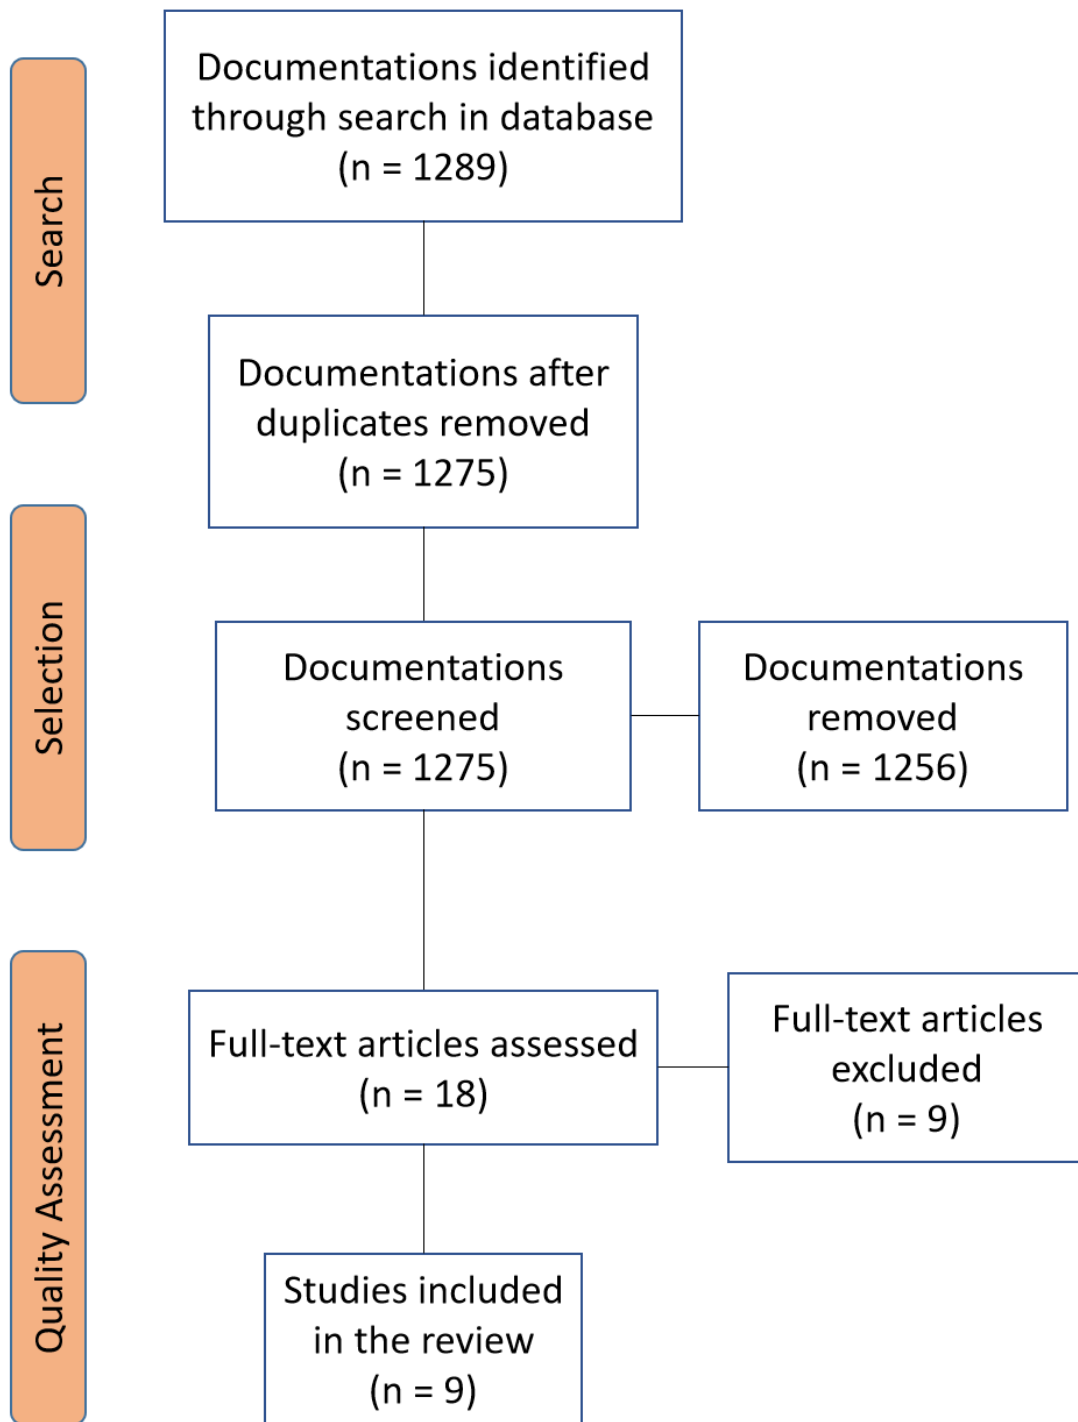 Search
Documentations identified
through search in database
(n = 1289)
Documentations after
duplicates removed
(n = 1275)
Selection
Documentations
screened
(n = 1275)
Documentations
removed
(n = 1256)
Quality Assessment
Full-text articles assessed
(n = 18)
Full-text articles
excluded
(n = 9)
Studies included
in the review
(n = 9)